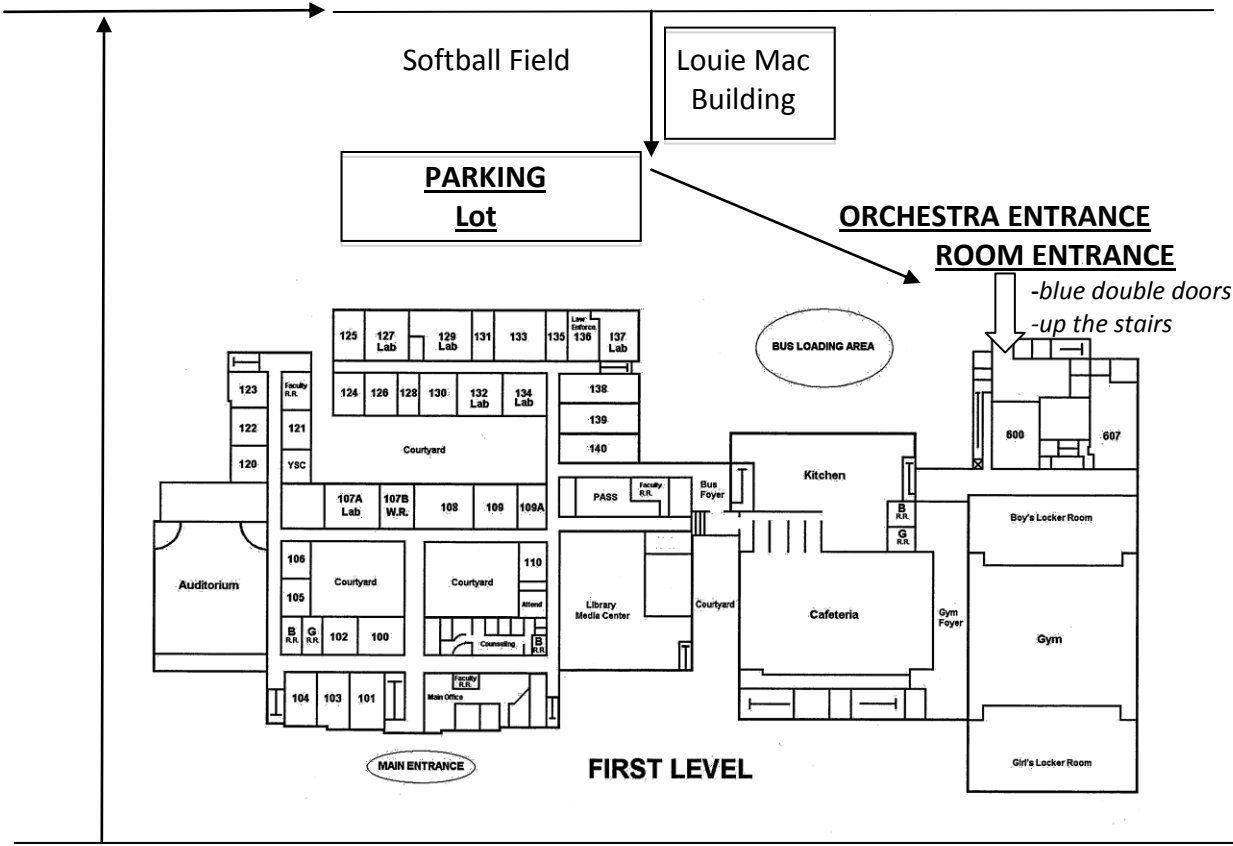 Softball Field
Louie Mac
Building
PARKING
Lot
ORCHESTRA ENTRANCE
ROOM ENTRANCE
-blue double doors
-up the stairs
125
127
Lab
129
Lab
131
133
135
Law
Enforce.
136
137
Lab
BUS LOADING AREA
123
Faculty
R.R.
124
126
128
130
132
Lab
134
Lab
138
122
121
139
120
YSC
Courtyard
140
600
607
Kitchen
107A
Lab
107B
W.R.
108
109
109A
PASS
Faculty
R.R.
Bus
Foyer
B
R.R.
G
R.R.
Boy's Locker Room
Auditorium
106
105
Courtyard
Courtyard
110
Attend
Library
Media Center
Courtyard
Cafeteria
Gym
Foyer
Gym
B
R.R.
G
R.R.
102
100
Counseling
B
R.R.
104
103
101
Main Office
Faculty
R.R.
MAIN ENTRANCE
FIRST LEVEL
Girl's Locker Room